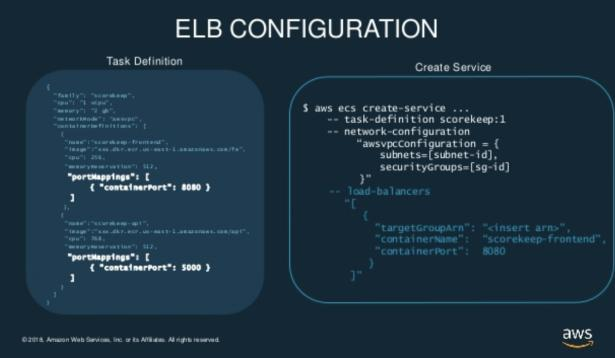 ELB CONFIGURATION
Task Definition
{
"family": "scorekeep",
"cpu": "1 vcpu",
"memory": "2 gb",
"networkMode": "awsvpc",
"containerDefinitions": [
{
"name":"scorekeep-frontend",
"image":"xxx.dkr.ecr.us-east-1.amazonaws.com/fe",
"cpu": 256,
"memoryReservation": 512,
"portMappings": [
{ "containerPort": 8080 }
]
},
{
"name":"scorekeep-api",
"image":"xxx.dkr.ecr.us-east-1.amazonaws.com/api",
"cpu": 768,
"memoryReservation": 512,
"portMappings": [
{ "containerPort": 5000 }
]
}
]
}
Create Service
$ aws ecs create-service ...
-- task-definition scorekeep:1
-- network-configuration
"awsvpcConfiguration = {
subnets=[subnet-id],
securityGroups=[sg-id]
}"
-- load-balancers
"[
{
"targetGroupArn": "<insert arn>",
"containerName": "scorekeep-frontend",
"containerPort": 8080
}
]"
© 2018, Amazon Web Services, Inc. or its Affiliates. All rights reserved.
aws